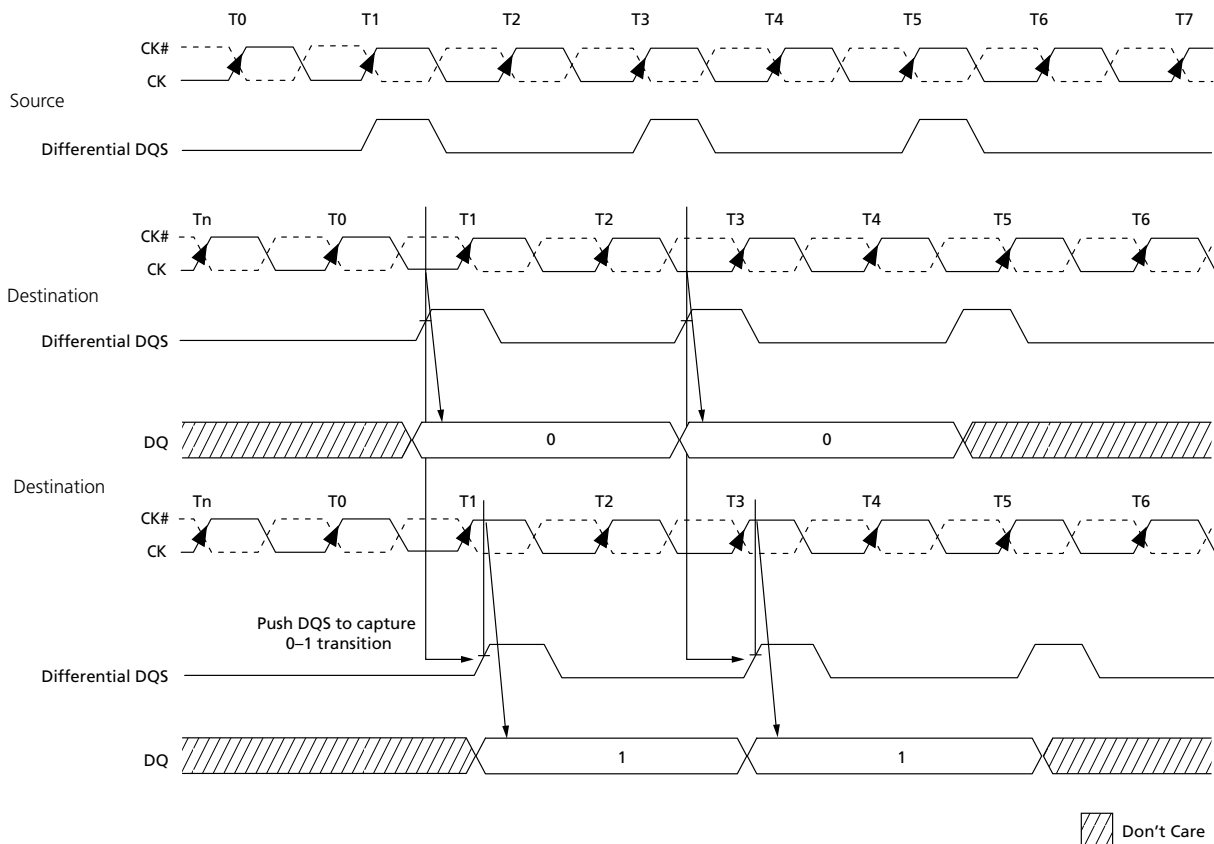 T0 T1 T2 T3 T4 T5 T6 T7
CK#
CK
Source
Differential DQS
Tn T0 T1 T2 T3 T4 T5 T6
CK#
CK
Destination
Differential DQS
DQ 0 0
Destination
Tn T0 T1 T2 T3 T4 T5 T6
CK#
CK
Push DQS to capture
0–1 transition
Differential DQS
DQ 1 1
Don't Care